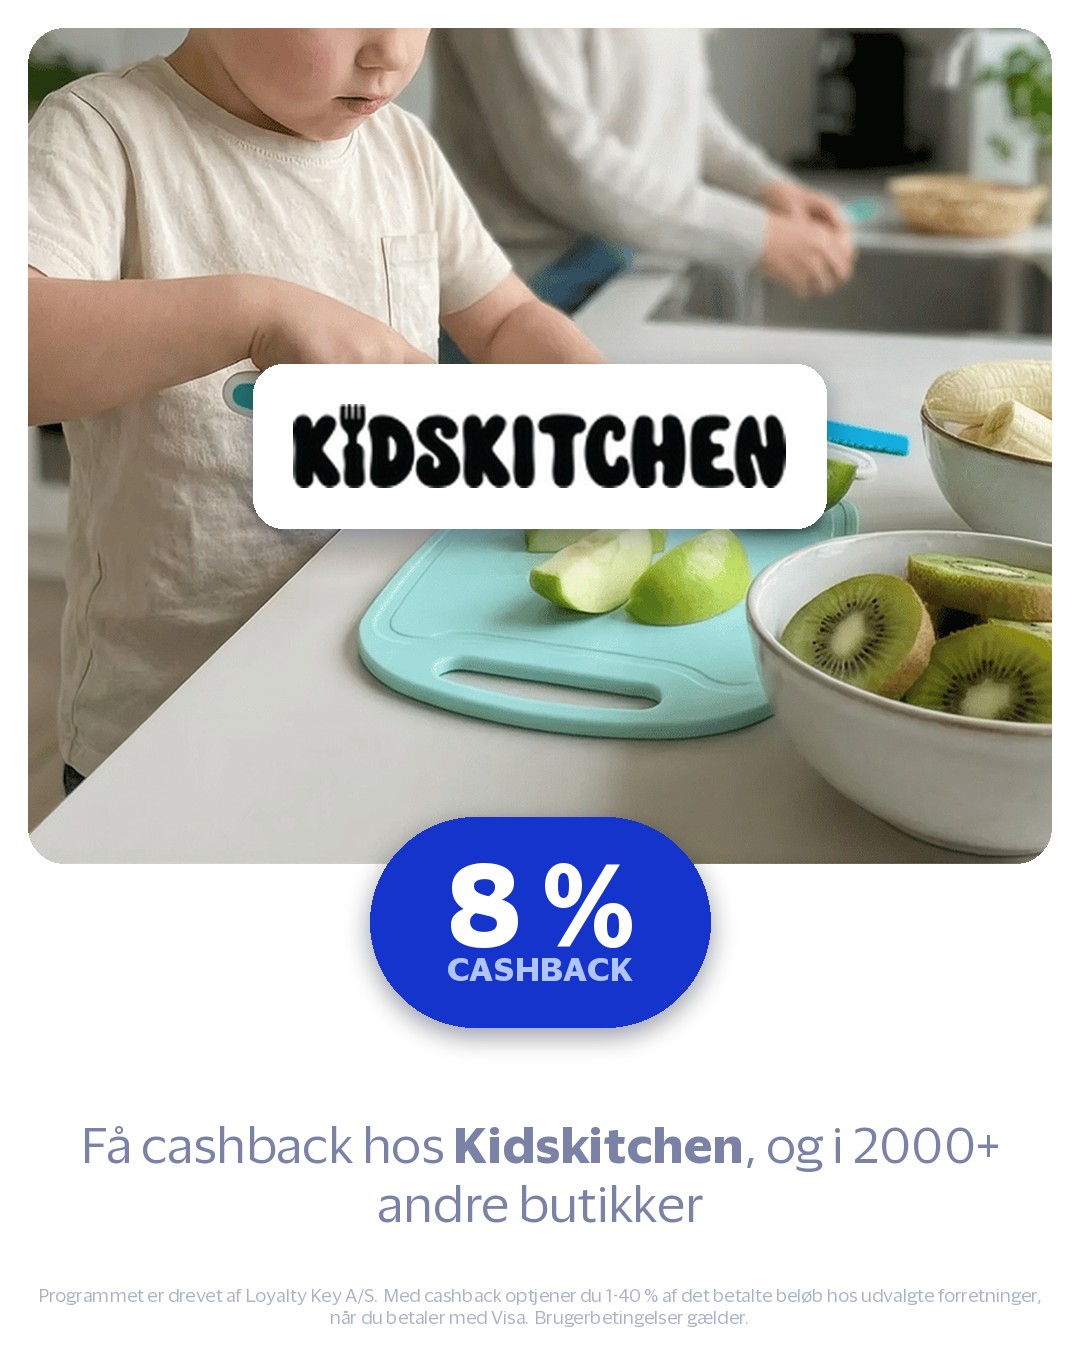 KIDSKITCHEN
8 %
CASHBACK
Få cashback hos Kidskitchen, og i 2000+
andre butikker
Programmet er drevet af Loyalty Key A/S. Med cashback optjener du 1-40 % af det betalte beløb hos udvalgte forretninger,
når du betaler med Visa. Brugerbetingelser gælder.